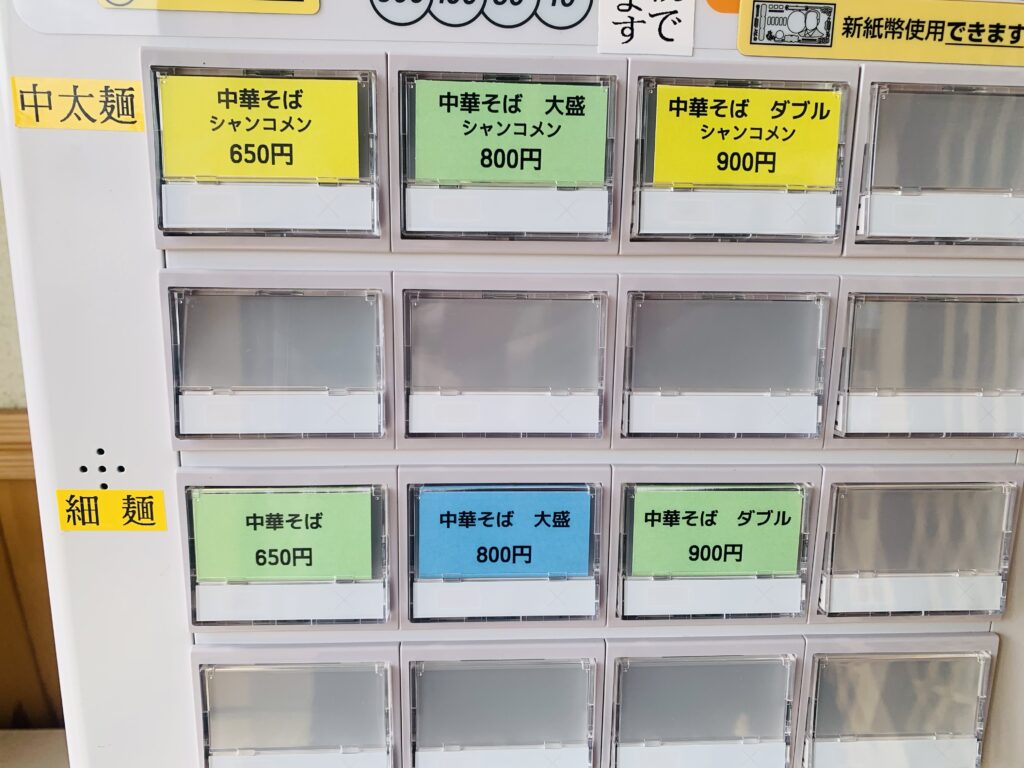 ます
新紙幣使用できます
中太麺
中華そば
シャンコメン
650円
中華そば 大盛
シャンコメン
800円
中華そば ダブル
シャンコメン
900円
細麺
中華そば
650円
中華そば 大盛
800円
中華そば ダブル
900円